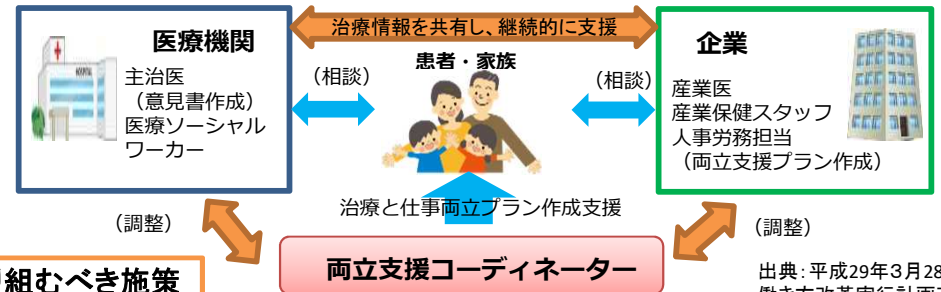 治療情報を共有し、継続的に支援
医療機関
主治医
（意見書作成）
医療ソーシャル
ワーカー
HOSPITAL
（相談）
患者・家族
（相談）
企業
産業医
産業保健スタッフ
人事労務担当
（両立支援プラン作成）
治療と仕事両立プラン作成支援
（調整）
（調整）
両立支援コーディネーター
組むべき施策
出典：平成29年3月28